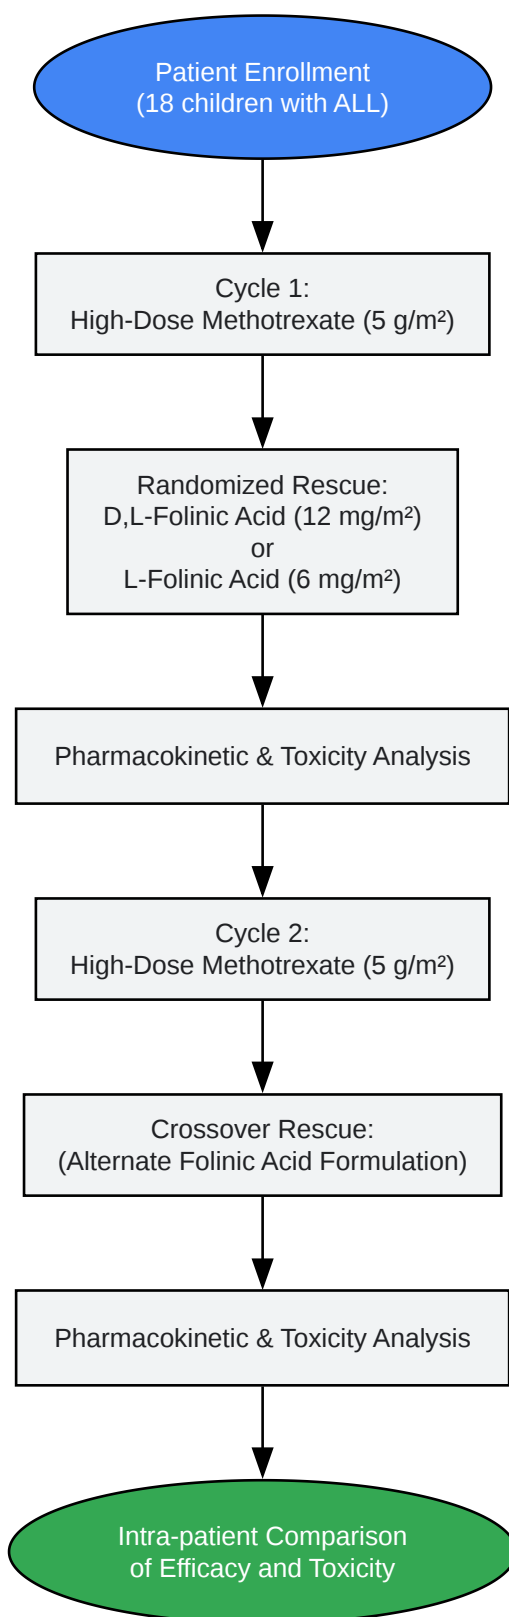 Patient Enrollment
(18 children with ALL)
Cycle 1:
High-Dose Methotrexate (5 g/m²)
Randomized Rescue:
D,L-Folinic Acid (12 mg/m²)
or
L-Folinic Acid (6 mg/m²)
Pharmacokinetic & Toxicity Analysis
Cycle 2:
High-Dose Methotrexate (5 g/m²)
Crossover Rescue:
(Alternate Folinic Acid Formulation)
Pharmacokinetic & Toxicity Analysis
Intra-patient Comparison
of Efficacy and Toxicity